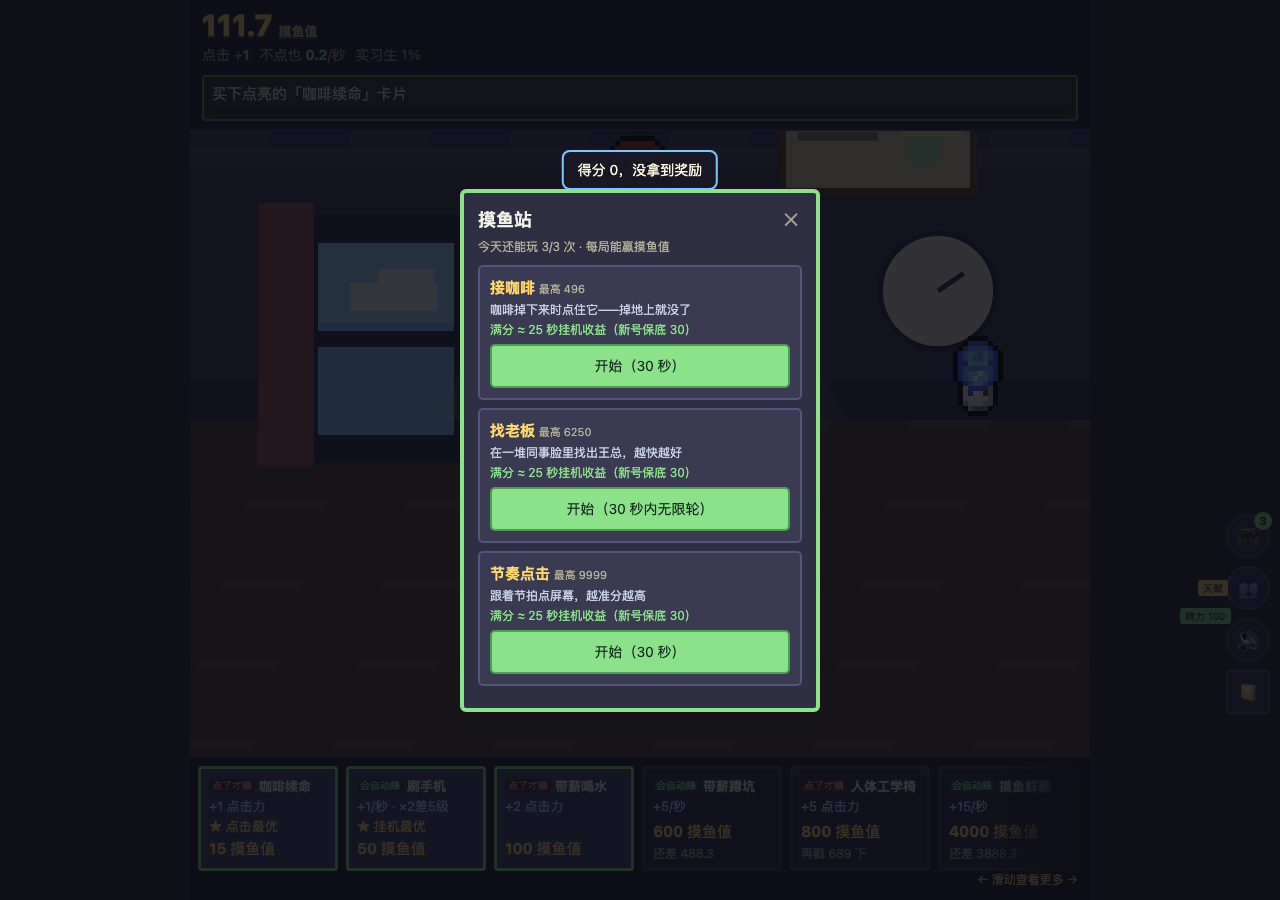 111.7 摸鱼值
点击 +1 不点也 0.2/秒 实习生 1%
买下点亮的「咖啡续命」卡片
得分 0，没拿到奖励
摸鱼站
今天还能玩 3/3 次 · 每局能赢摸鱼值
接咖啡 最高 496
咖啡掉下来时点住它——掉地上就没了
满分 ≈ 25 秒挂机收益（新号保底 30）
开始（30 秒）
找老板 最高 6250
在一堆同事脸里找出王总，越快越好
满分 ≈ 25 秒挂机收益（新号保底 30）
开始（30 秒内无限轮）
节奏点击 最高 9999
跟着节拍点屏幕，越准分越高
满分 ≈ 25 秒挂机收益（新号保底 30）
开始（30 秒）
3
天赋
精力 100
点了才赚 咖啡续命
+1 点击力
★ 点击最优
15 摸鱼值
会自动赚 刷手机
+1/秒 · ×2差5级
★ 挂机最优
50 摸鱼值
点了才赚 带薪喝水
+2 点击力
100 摸鱼值
会自动赚 带薪蹲坑
+5/秒
600 摸鱼值
还差 488.3
点了才赚 人体工学椅
+5 点击力
800 摸鱼值
再戳 689 下
会自动赚 摸鱼群聊
+15/秒
4000 摸鱼值
还差 3888.3
← 滑动查看更多 →